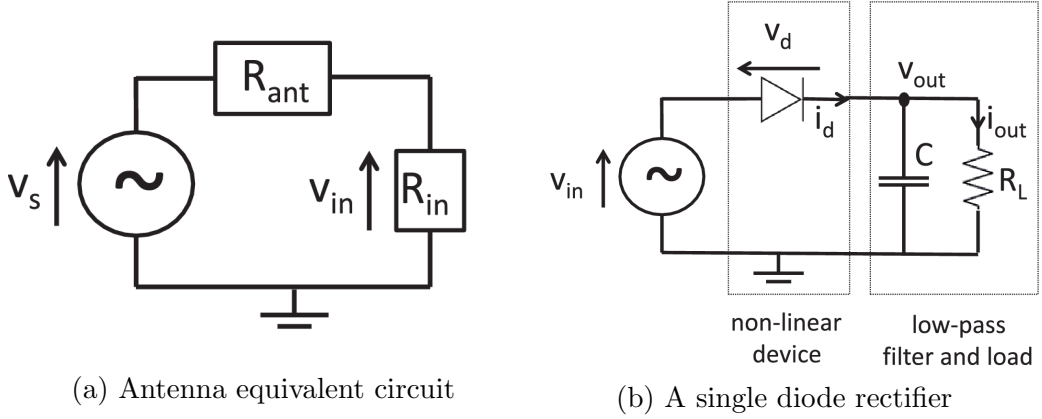 R_ant
v_s
v_in
R_in
(a) Antenna equivalent circuit
v_d
v_out
i_d
i_out
v_in
C
R_L
non-linear
device
low-pass
filter and load
(b) A single diode rectifier